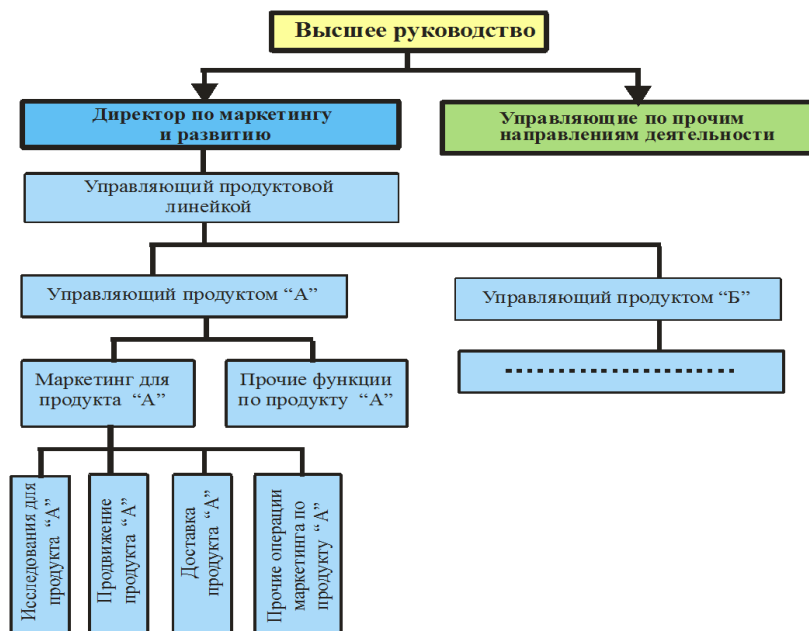 Высшее руководство
Директор по маркетингу
и развитию
Управляющие по прочим
направлениям деятельности
Управляющий продуктовой
линейкой
Управляющий продуктом “А”
Управляющий продуктом “Б”
Маркетинг для
продукта “А”
Прочие функции
по продукту “А”
Исследования для
продукта “А”
Продвижение
продукта “А”
Доставка
продукта “А”
Прочие операции
маркетинга по
продукту “А”